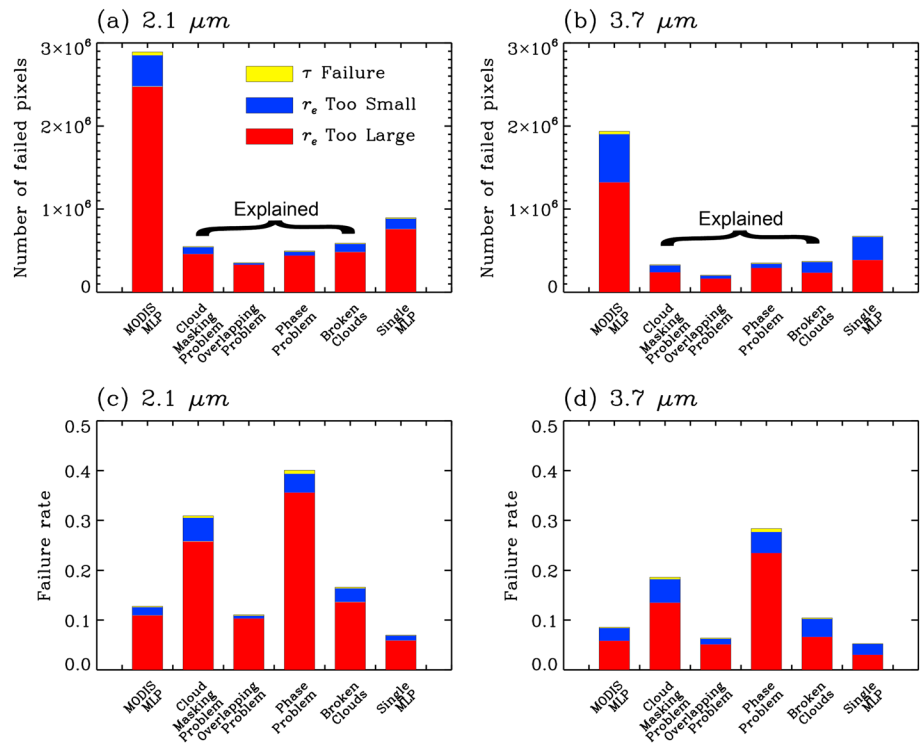 (a) 2.1 μm
Number of failed pixels
3×10⁶
2×10⁶
1×10⁶
0
τ Failure
rₑ Too Small
rₑ Too Large
Explained
MODIS
MLP
Cloud
Masking
Problem
Overlapping
Problem
Phase
Problem
Broken
Clouds
Single
MLP
(b) 3.7 μm
Number of failed pixels
3×10⁶
2×10⁶
1×10⁶
0
Explained
MODIS
MLP
Cloud
Masking
Problem
Overlapping
Problem
Phase
Problem
Broken
Clouds
Single
MLP
(c) 2.1 μm
Failure rate
0.5
0.4
0.3
0.2
0.1
0.0
MODIS
MLP
Cloud
Masking
Problem
Overlapping
Problem
Phase
Problem
Broken
Clouds
Single
MLP
(d) 3.7 μm
Failure rate
0.5
0.4
0.3
0.2
0.1
0.0
MODIS
MLP
Cloud
Masking
Problem
Overlapping
Problem
Phase
Problem
Broken
Clouds
Single
MLP